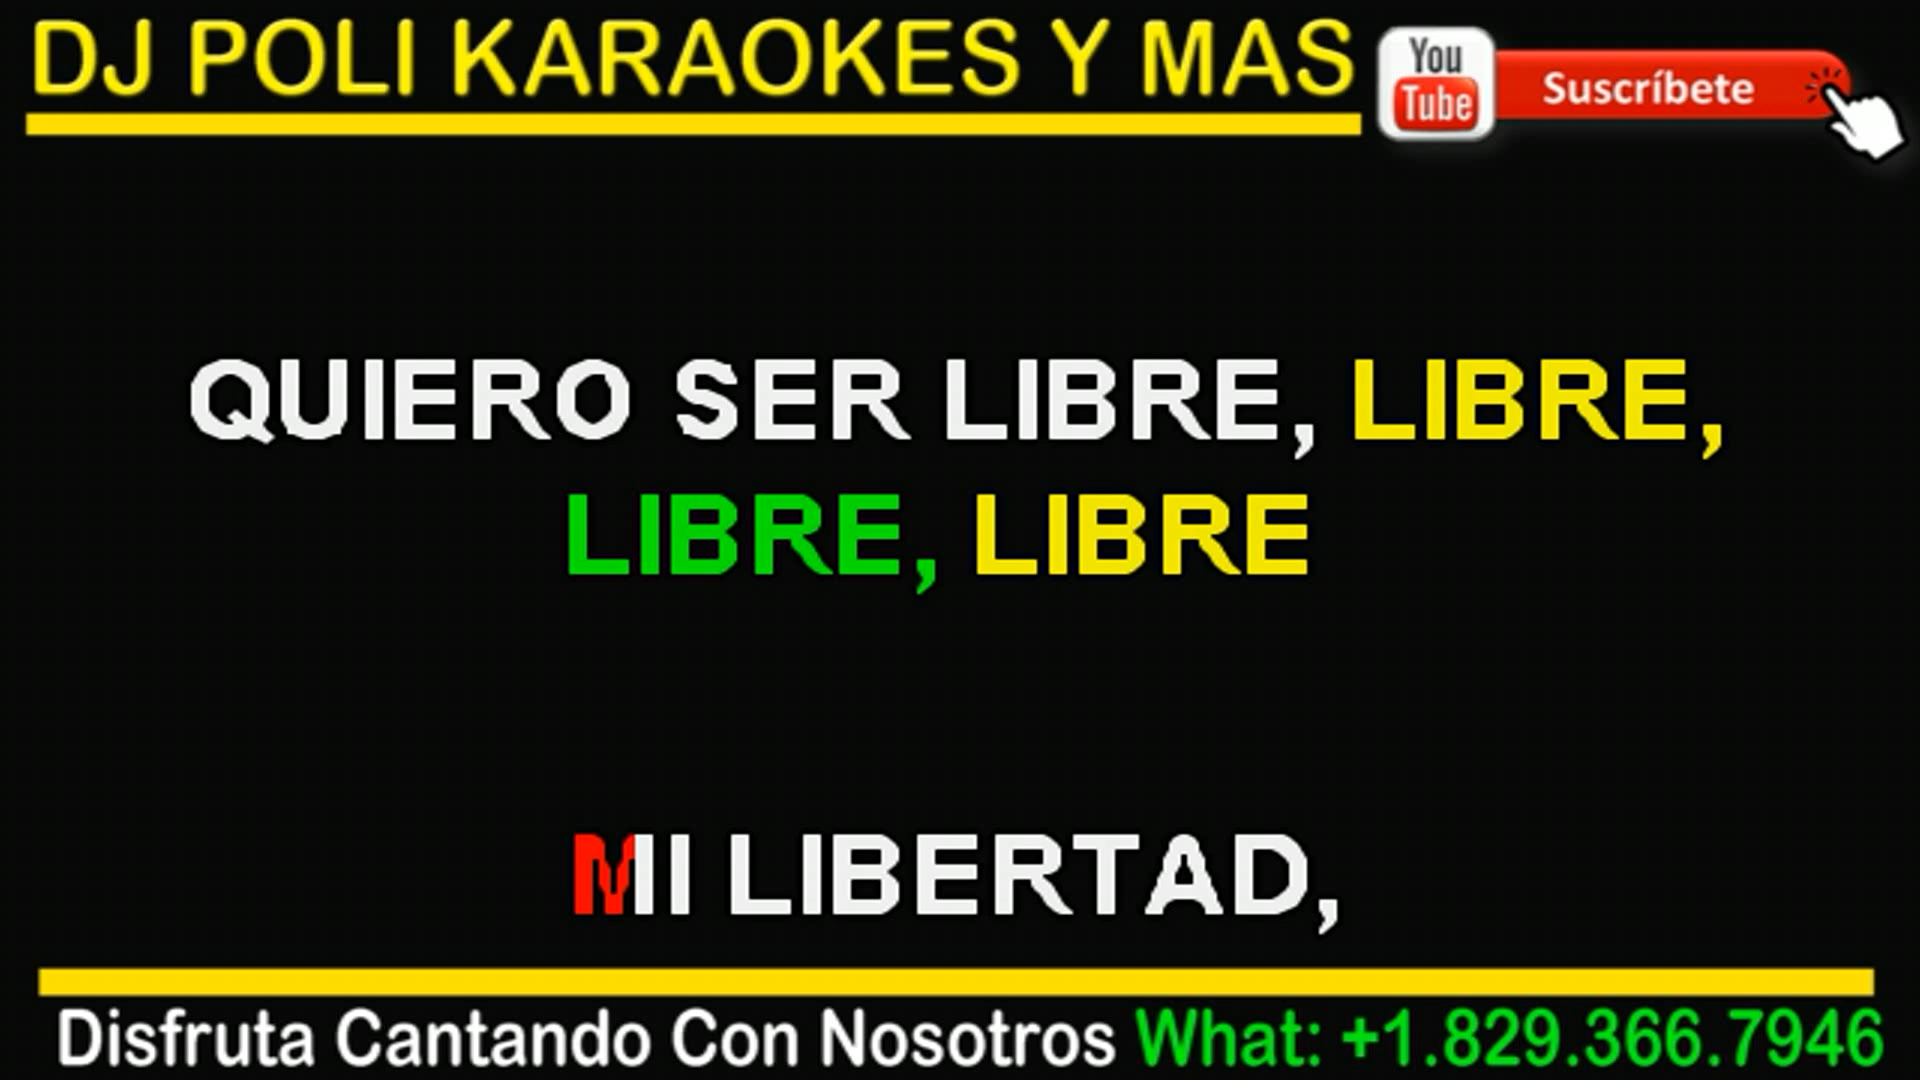 DJ POLI KARAOKES Y MAS
You
Tube
Suscríbete
QUIERO SER LIBRE, LIBRE,
LIBRE, LIBRE
MI LIBERTAD,
Disfruta Cantando Con Nosotros What: +1.829.366.7946